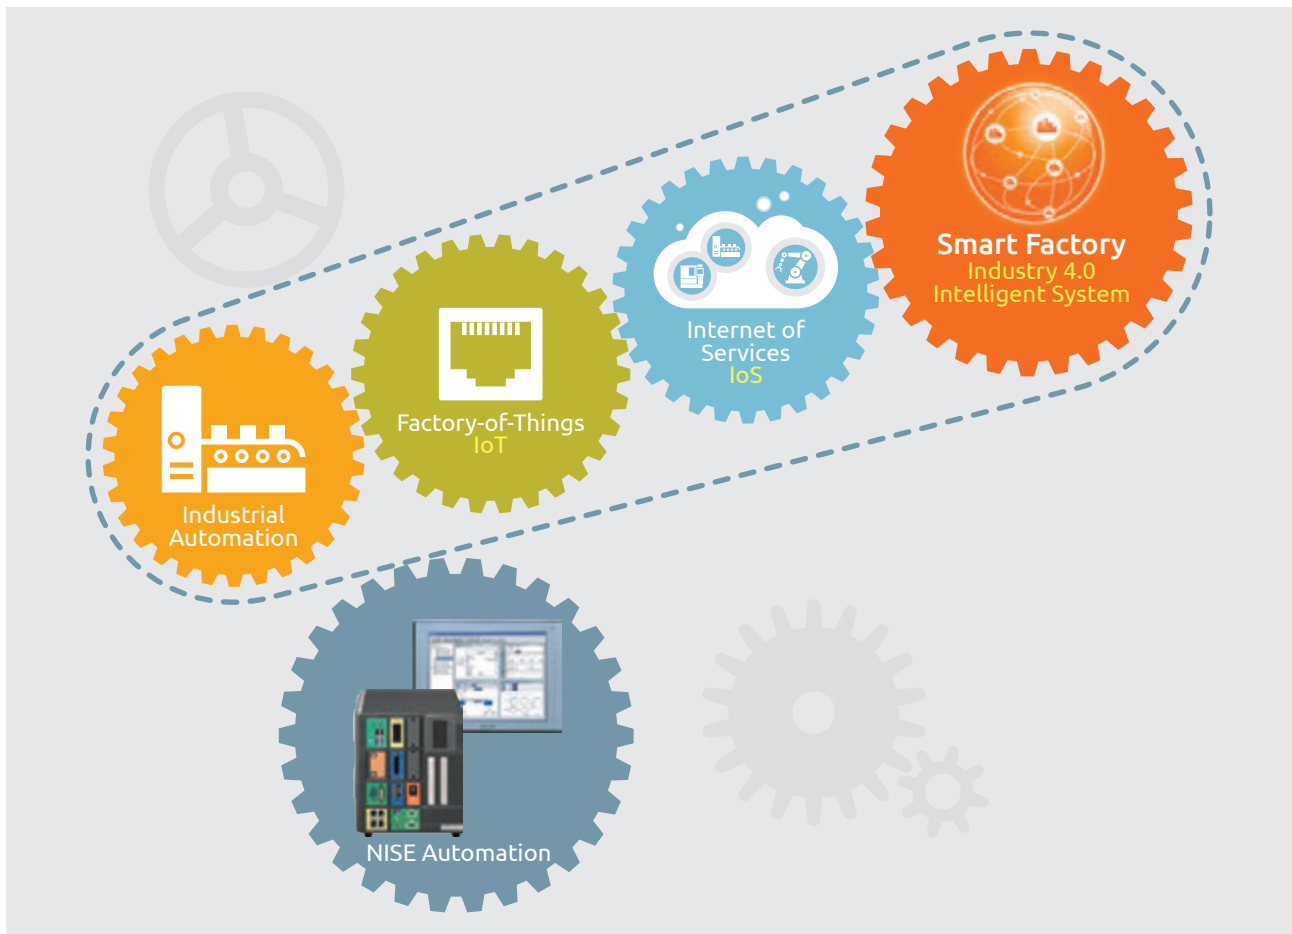 Smart Factory
Industry 4.0
Intelligent System
Internet of
Services
IoS
Factory-of-Things
IoT
Industrial
Automation
NISE Automation